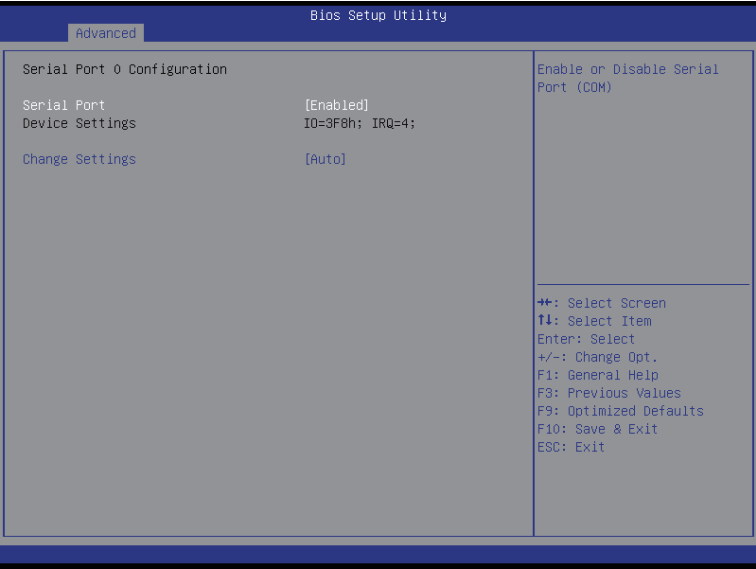 Bios Setup Utility
Advanced
Serial Port 0 Configuration
Serial Port [Enabled]
Device Settings IO=3F8h; IRQ=4;
Change Settings [Auto]
Enable or Disable Serial
Port (COM)
→←: Select Screen
↑↓: Select Item
Enter: Select
+/-: Change Opt.
F1: General Help
F3: Previous Values
F9: Optimized Defaults
F10: Save & Exit
ESC: Exit